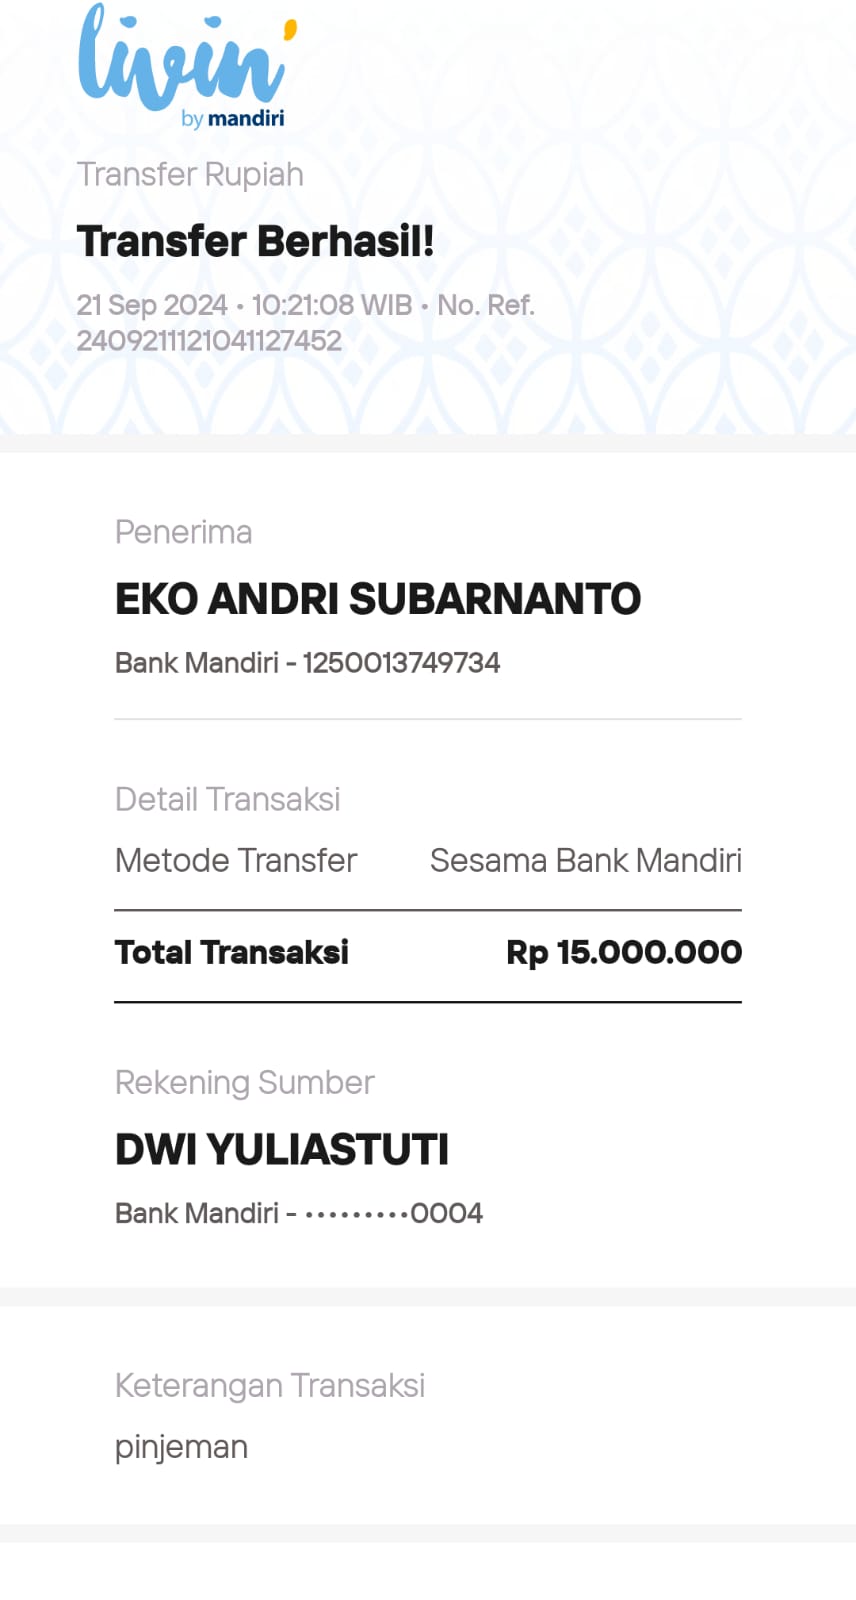 livin'
by mandiri
Transfer Rupiah
Transfer Berhasil!
21 Sep 2024 • 10:21:08 WIB • No. Ref.
2409211121041127452
Penerima
EKO ANDRI SUBARNANTO
Bank Mandiri - 1250013749734
Detail Transaksi
Metode Transfer Sesama Bank Mandiri
Total Transaksi Rp 15.000.000
Rekening Sumber
DWI YULIASTUTI
Bank Mandiri - •••••••••0004
Keterangan Transaksi
pinjeman